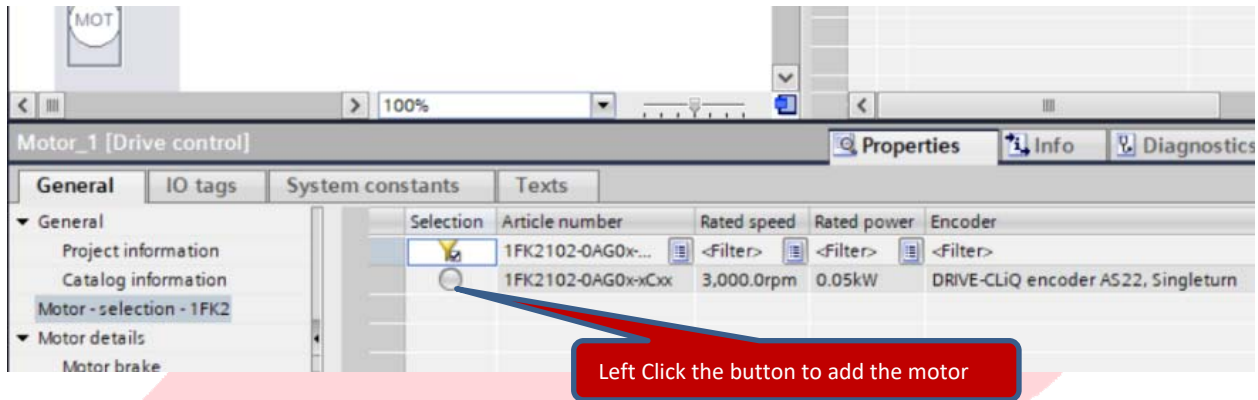 MOT
100%
Motor_1 [Drive control]
Properties
Info
Diagnostics
General
IO tags
System constants
Texts
General
Project information
Catalog information
Motor - selection - 1FK2
Motor details
Motor brake
Selection Article number Rated speed Rated power Encoder
1FK2102-0AG0x-... <Filter> <Filter> <Filter>
1FK2102-0AG0x-xCxx 3,000.0rpm 0.05kW DRIVE-CLiQ encoder AS22, Singleturn
Left Click the button to add the motor